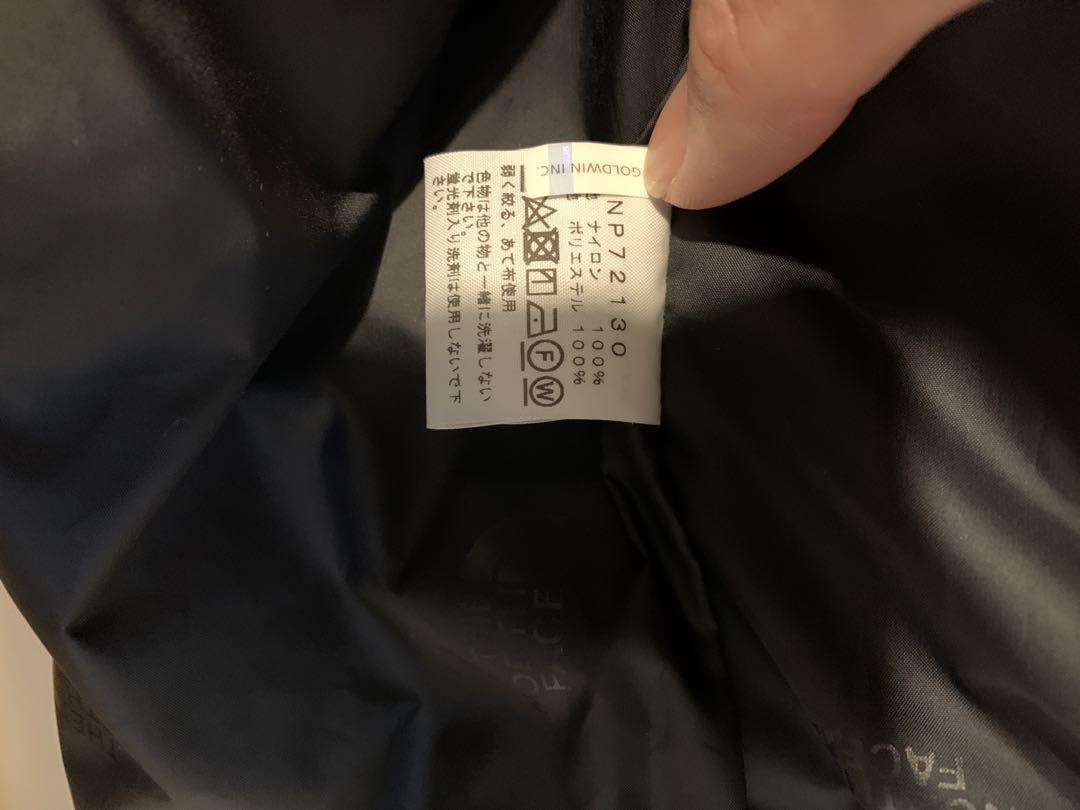 GOLDWIN INC.
NP72130
ナイロン 100%
ポリエステル 100%
F
W
弱く絞る、あて布使用
色物は他の物と一緒に洗濯しない
で下さい。
蛍光剤入り洗剤は使用しないで下
さい。
FACE